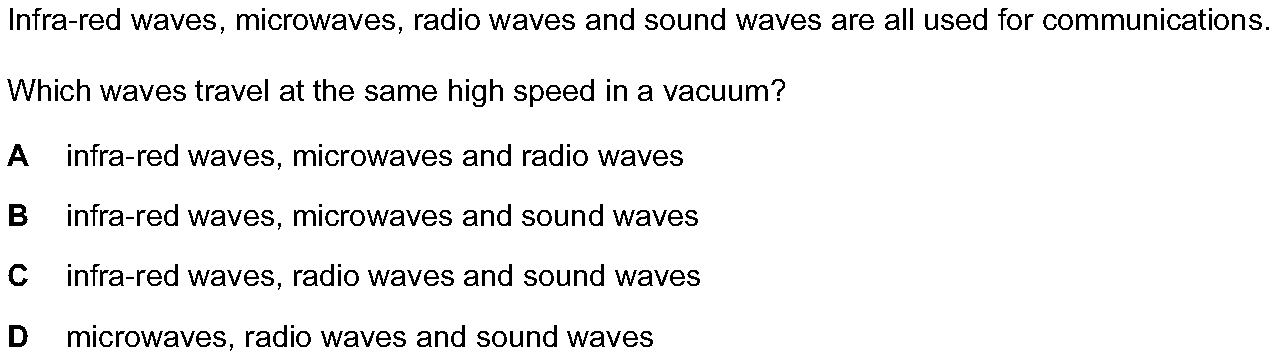 Infra-red waves, microwaves, radio waves and sound waves are all used for communications.
Which waves travel at the same high speed in a vacuum?
A infra-red waves, microwaves and radio waves
B infra-red waves, microwaves and sound waves
C infra-red waves, radio waves and sound waves
D microwaves, radio waves and sound waves